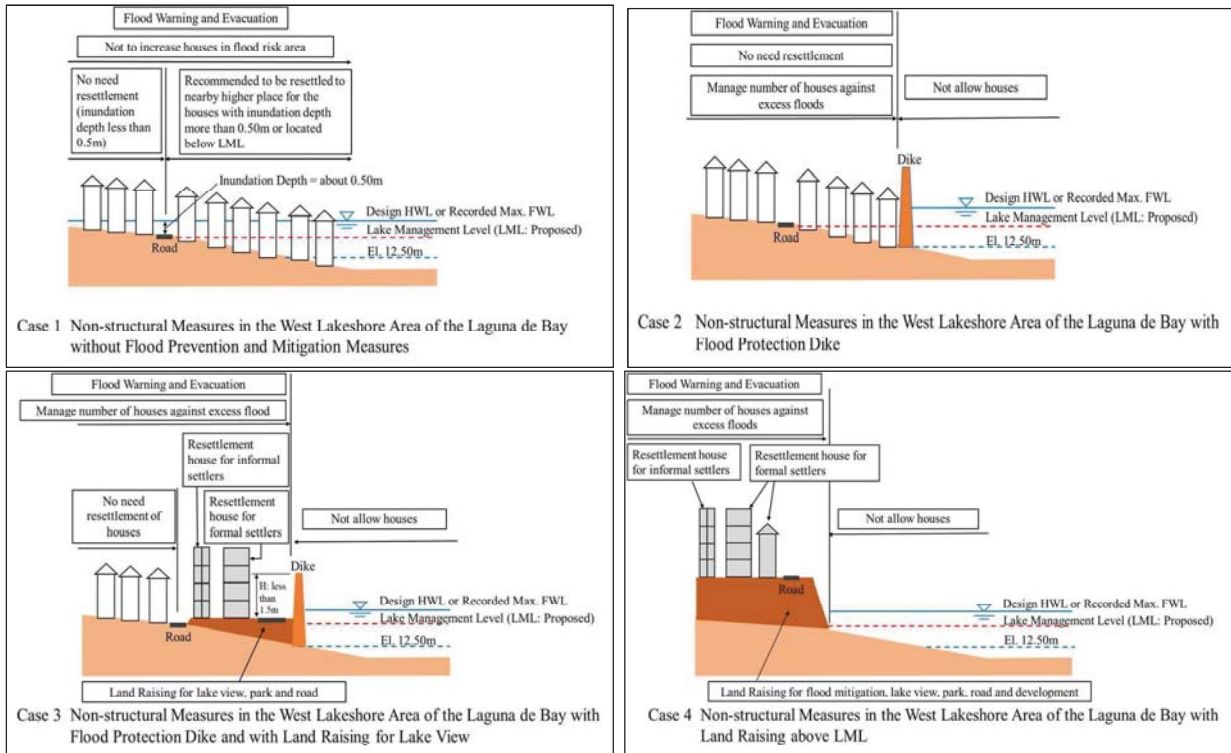 Flood Warning and Evacuation
Not to increase houses in flood risk area
No need
resettlement
(inundation
depth less than
0.5m)
Recommended to be resettled to
nearby higher place for the
houses with inundation depth
more than 0.50m or located
below LML
Inundation Depth = about 0.50m
Design HWL or Recorded Max. FWL
Lake Management Level (LML: Proposed)
Road
El. 12.50m
Case 1 Non-structural Measures in the West Lakeshore Area of the Laguna de Bay
without Flood Prevention and Mitigation Measures
Flood Warning and Evacuation
No need resettlement
Manage number of houses against
excess floods
Not allow houses
Dike
Design HWL or Recorded Max. FWL
Lake Management Level (LML: Proposed)
Road
El. 12.50m
Case 2 Non-structural Measures in the West Lakeshore Area of the Laguna de Bay with
Flood Protection Dike
Flood Warning and Evacuation
Manage number of houses against excess flood
Resettlement
house for informal
settlers
No need
resettlement of
houses
Resettlement
house for
formal settlers
Not allow houses
Dike
H: less
than
1.5m
Design HWL or Recorded Max. FWL
Lake Management Level (LML: Proposed)
Road
El. 12.50m
Land Raising for lake view, park and road
Case 3 Non-structural Measures in the West Lakeshore Area of the Laguna de Bay with
Flood Protection Dike and with Land Raising for Lake View
Flood Warning and Evacuation
Manage number of houses against
excess floods
Resettlement house
for informal settlers
Resettlement house for
formal settlers
Not allow houses
Road
Design HWL or Recorded Max. FWL
Lake Management Level (LML: Proposed)
El. 12.50m
Land Raising for flood mitigation, lake view, park, road and development
Case 4 Non-structural Measures in the West Lakeshore Area of the Laguna de Bay with
Land Raising above LML